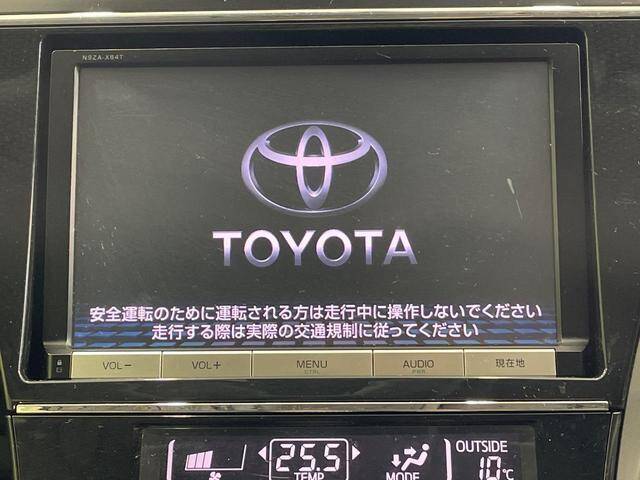 N9ZA-X64T
TOYOTA
安全運転のために運転される方は走行中に操作しないでください
走行する際は実際の交通規制に従ってください
VOL− VOL+ MENU AUDIO 現在地
CTRL PWR
25.5 OUTSIDE
TEMP MODE 10℃